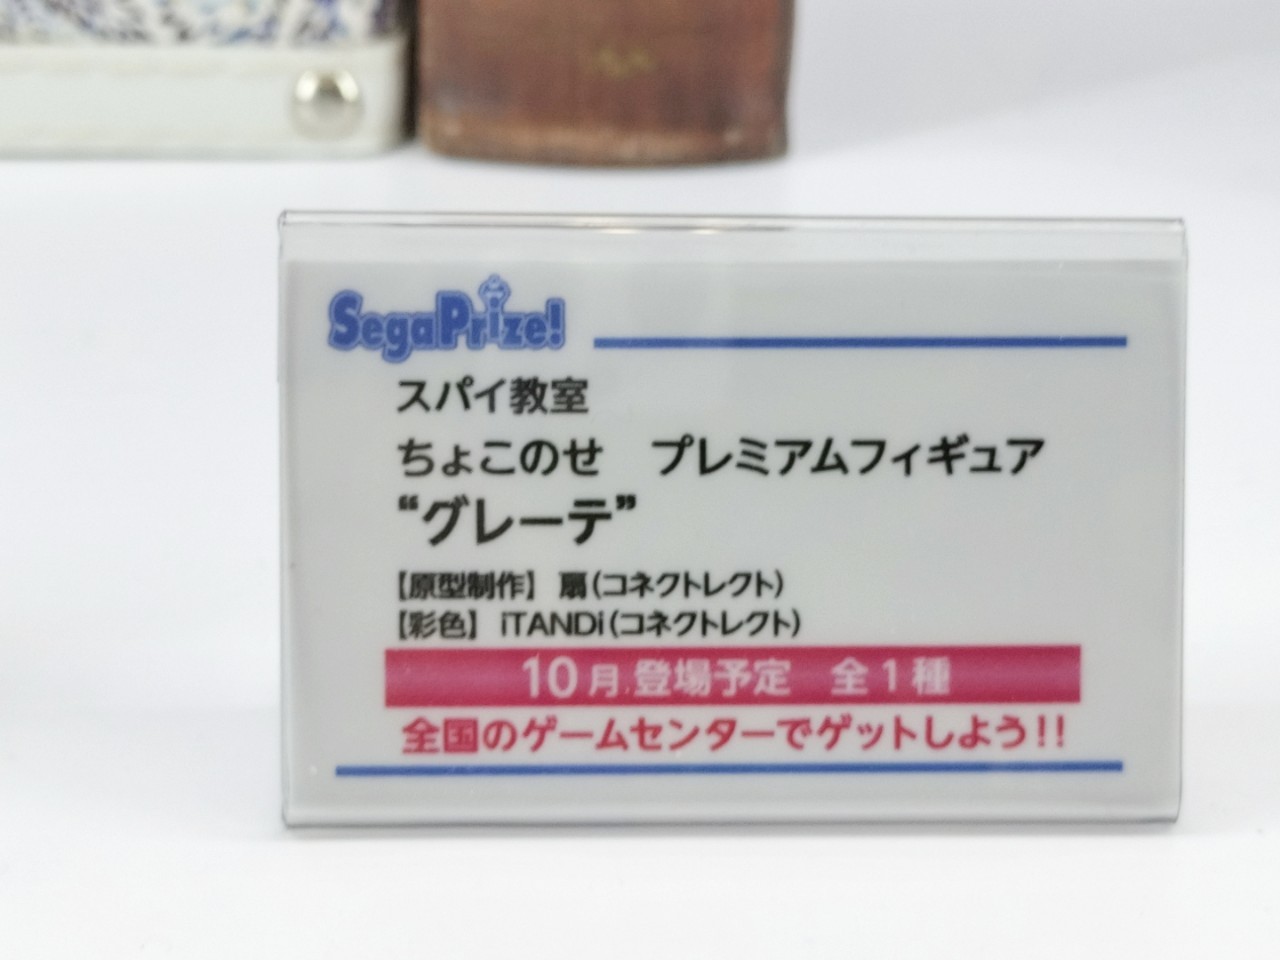 SegaPrize!
スパイ教室
ちょこのせ　プレミアムフィギュア
“グレーテ”
【原型制作】 扇(コネクトレクト)
【彩色】 iTANDi(コネクトレクト)
10月登場予定　全1種
全国のゲームセンターでゲットしよう!!